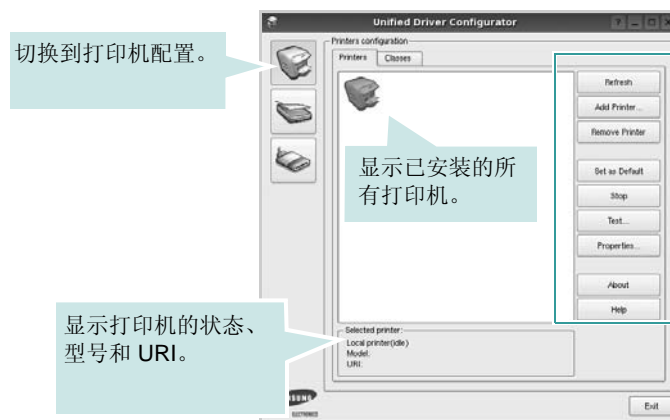 Unified Driver Configurator
切换到打印机配置。
Printers configuration
Printers
Classes
Refresh
Add Printer...
Remove Printer
显示已安装的所
有打印机。
Set as Default
Stop
Test...
Properties...
About
Help
显示打印机的状态、
型号和 URI。
Selected printer:
Local printer(idle)
Model:
URI:
Exit